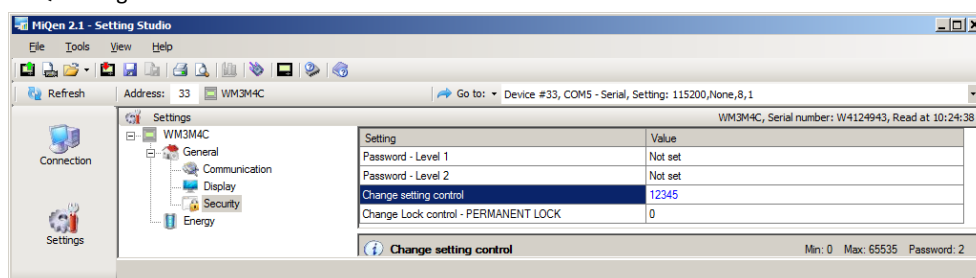 MiQen 2.1 - Setting Studio
File Tools View Help
Refresh Address: 33 WM3M4C Go to: Device #33, COM5 - Serial, Setting: 115200,None,8,1
Settings WM3M4C, Serial number: W4124943, Read at 10:24:38
Connection
Settings
WM3M4C
General
Communication
Display
Security
Energy
Setting Value
Password - Level 1 Not set
Password - Level 2 Not set
Change setting control 12345
Change Lock control - PERMANENT LOCK 0
Change setting control Min: 0 Max: 65535 Password: 2